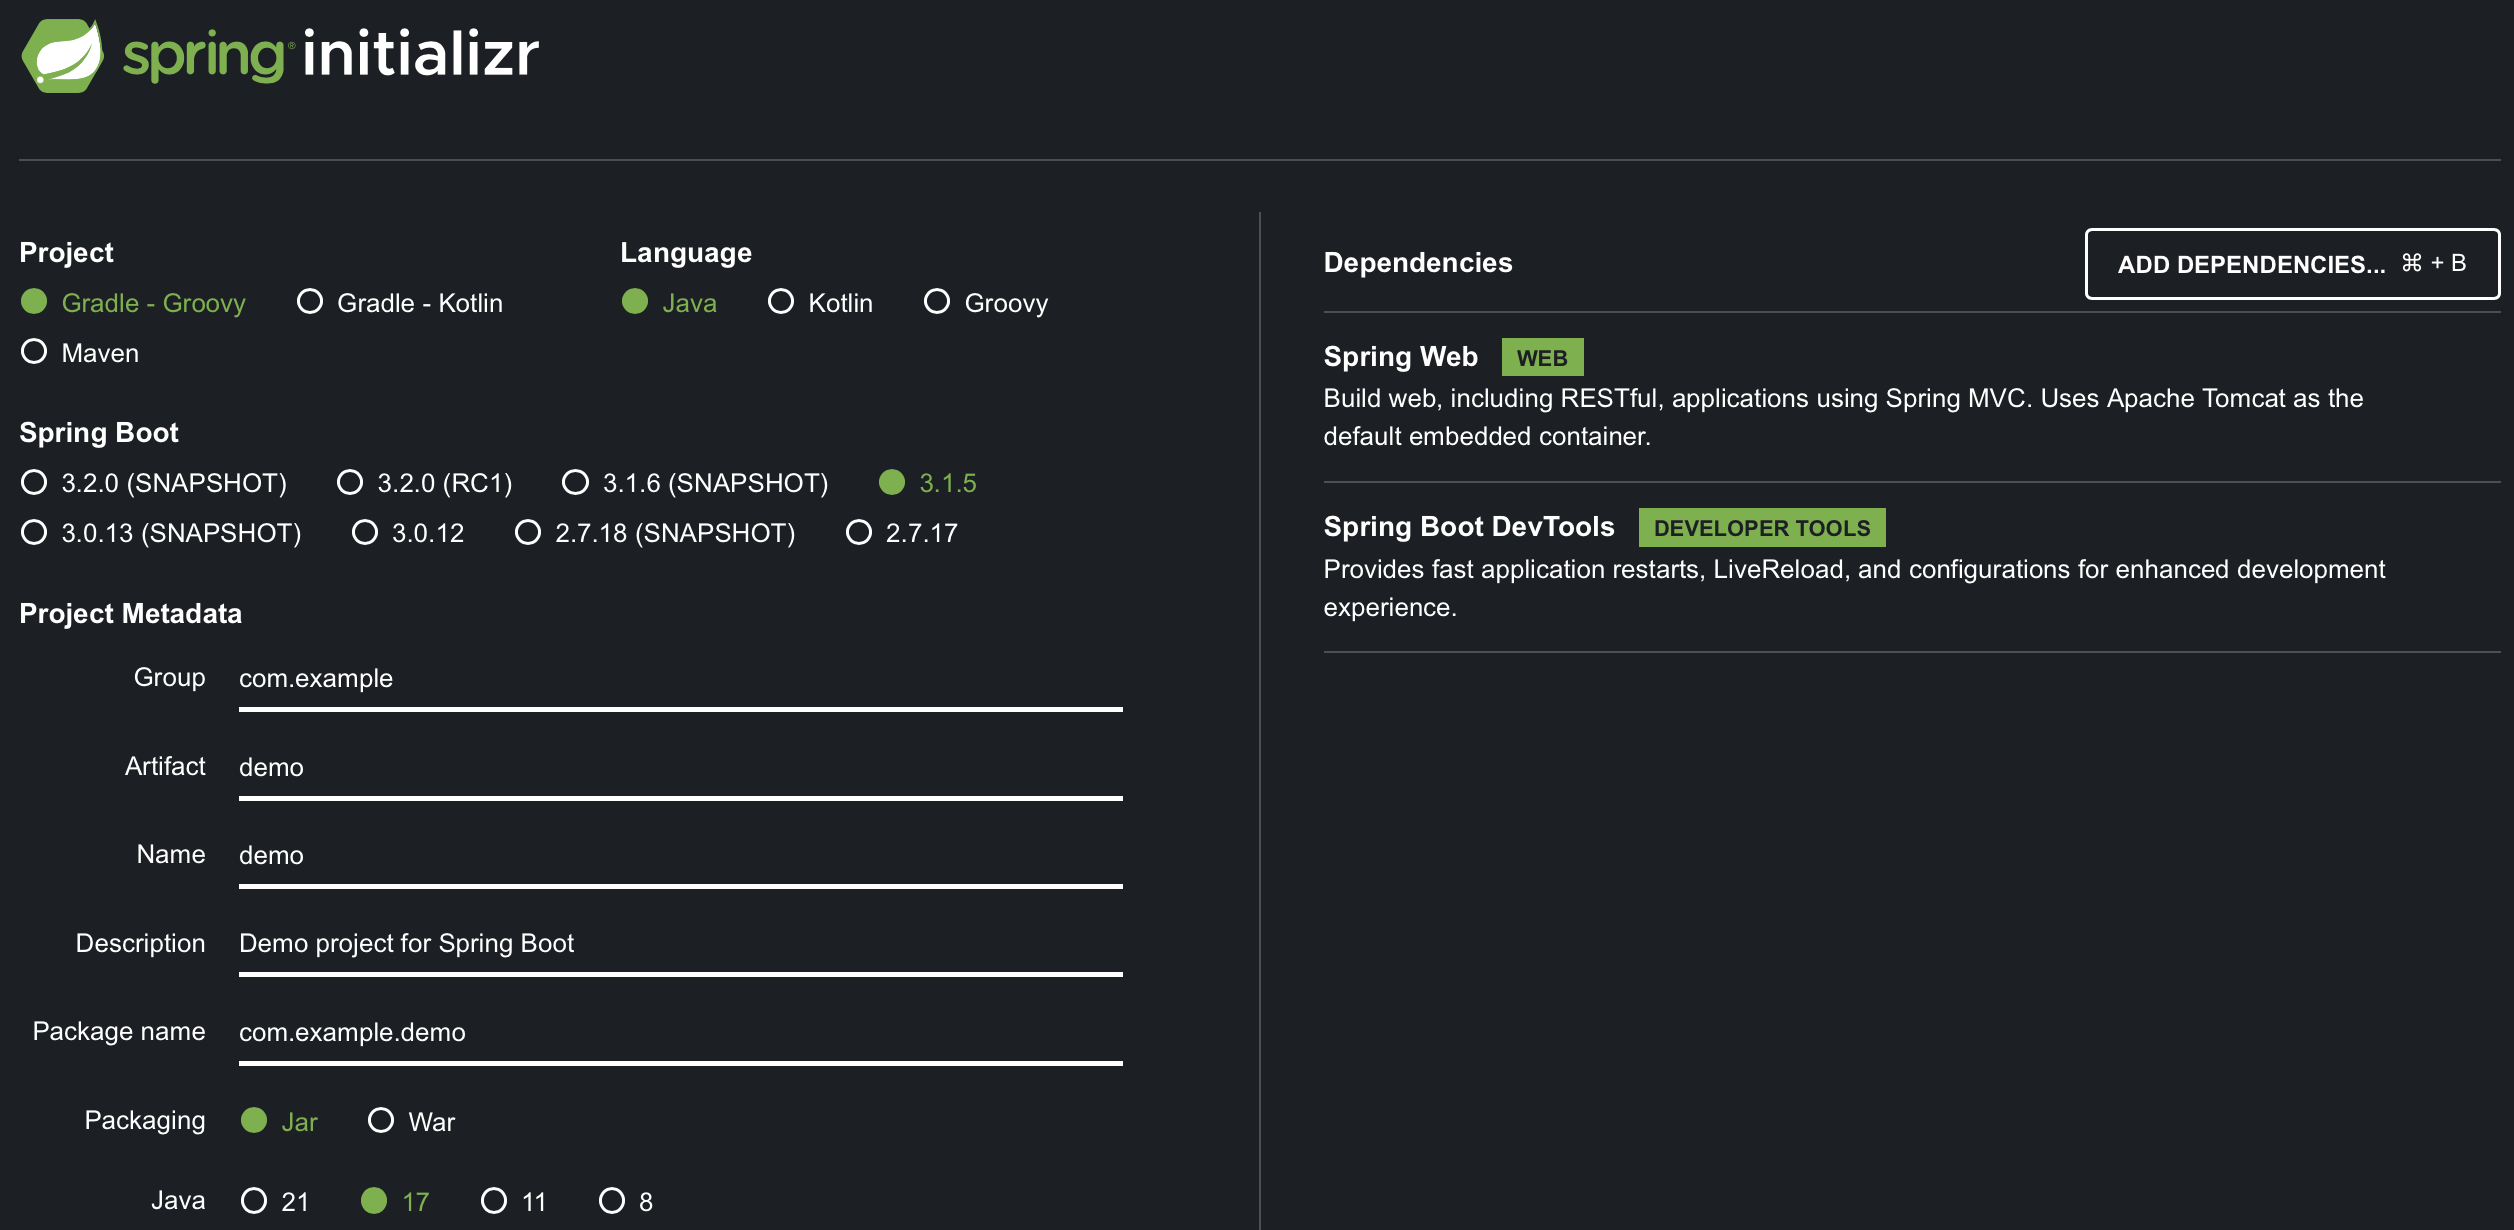 spring® initializr
Project
Gradle - Groovy Gradle - Kotlin
Maven
Language
Java Kotlin Groovy
Spring Boot
3.2.0 (SNAPSHOT) 3.2.0 (RC1) 3.1.6 (SNAPSHOT) 3.1.5
3.0.13 (SNAPSHOT) 3.0.12 2.7.18 (SNAPSHOT) 2.7.17
Project Metadata
Group com.example
Artifact demo
Name demo
Description Demo project for Spring Boot
Package name com.example.demo
Packaging Jar War
Java 21 17 11 8
Dependencies
ADD DEPENDENCIES... ⌘ + B
Spring Web WEB
Build web, including RESTful, applications using Spring MVC. Uses Apache Tomcat as the
default embedded container.
Spring Boot DevTools DEVELOPER TOOLS
Provides fast application restarts, LiveReload, and configurations for enhanced development
experience.